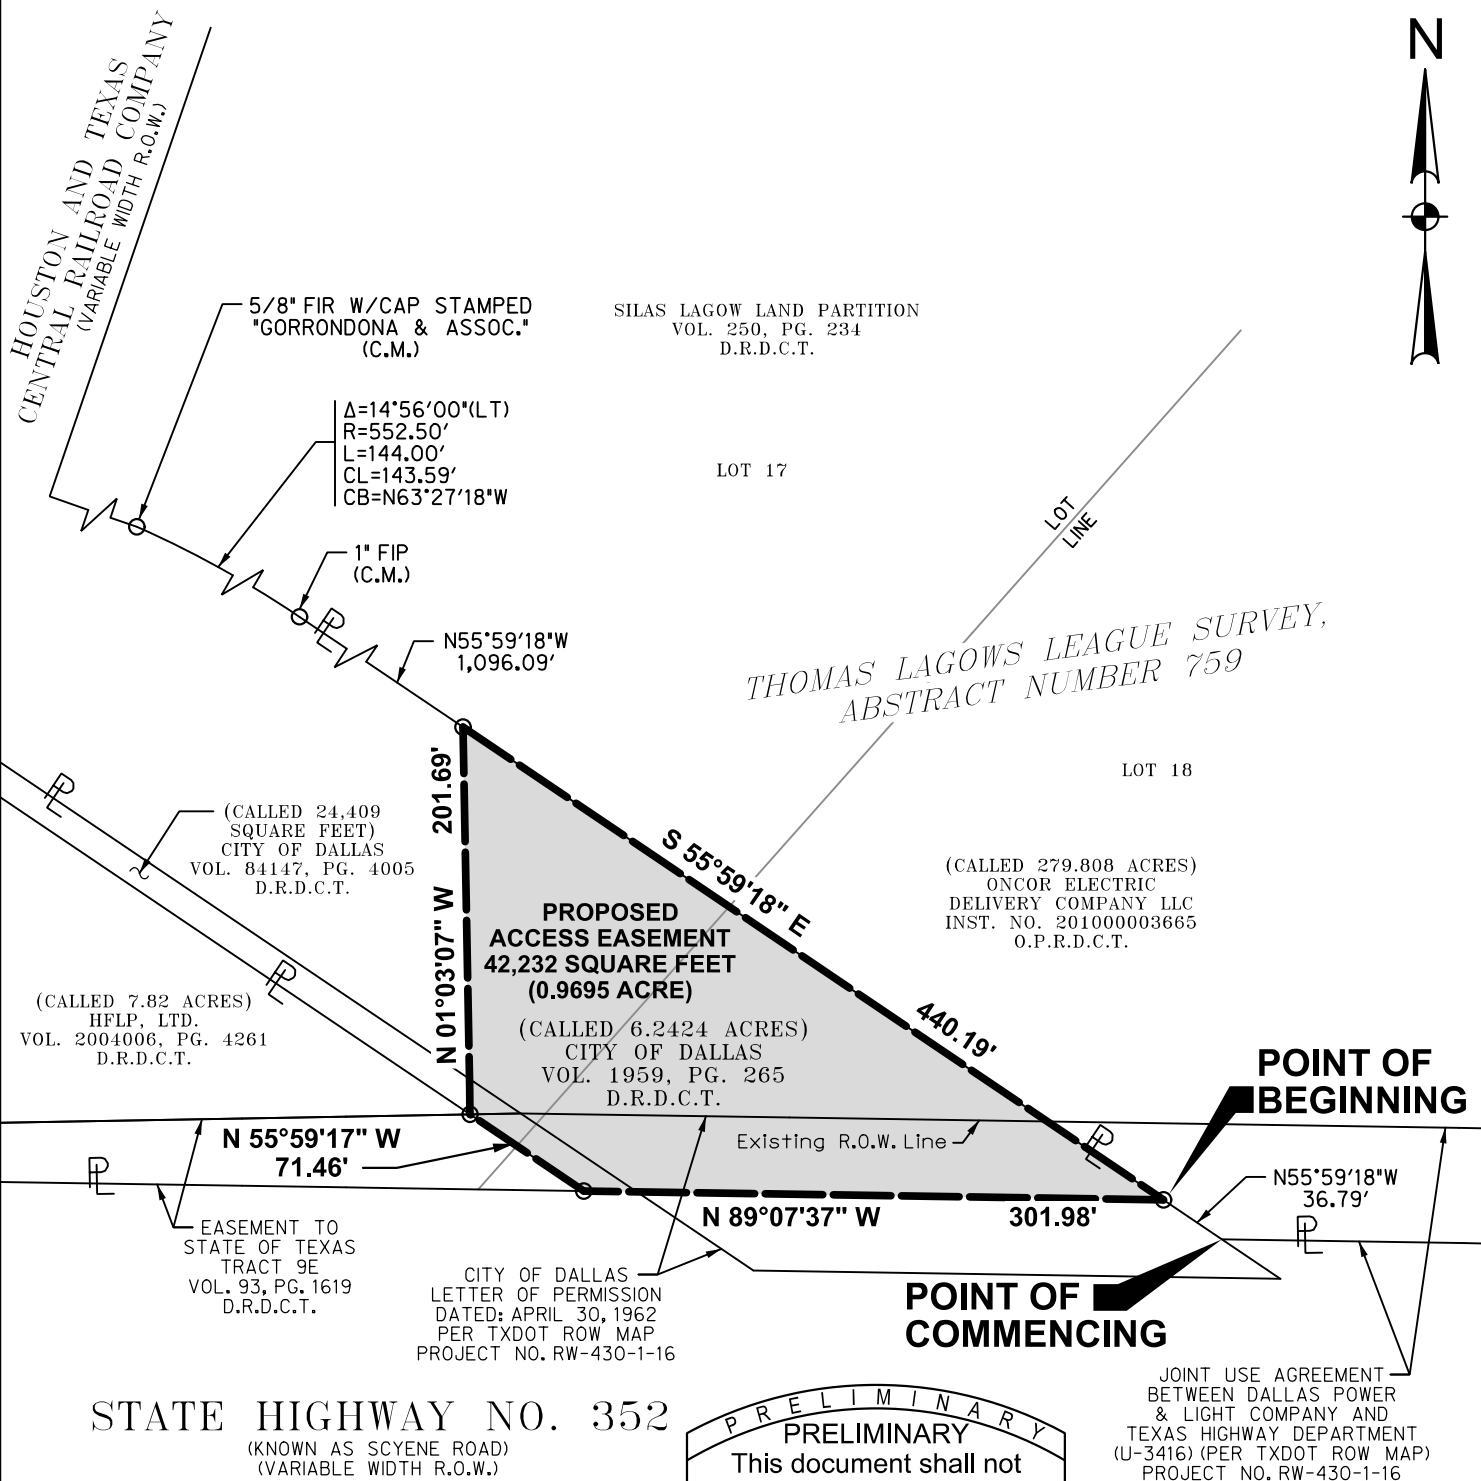 N
HOUSTON AND TEXAS
CENTRAL RAILROAD COMPANY
(VARIABLE WIDTH R.O.W.)
5/8" FIR W/CAP STAMPED
"GORRONDONA & ASSOC."
(C.M.)
SILAS LAGOW LAND PARTITION
VOL. 250, PG. 234
D.R.D.C.T.
Δ=14°56'00"(LT)
R=552.50'
L=144.00'
CL=143.59'
CB=N63°27'18"W
LOT 17
LOT
LINE
1" FIP
(C.M.)
PL
N55°59'18"W
1,096.09'
THOMAS LAGOWS LEAGUE SURVEY,
ABSTRACT NUMBER 759
LOT 18
PL
201.69'
N 01°03'07" W
(CALLED 24,409
SQUARE FEET)
CITY OF DALLAS
VOL. 84147, PG. 4005
D.R.D.C.T.
S 55°59'18" E
440.19'
(CALLED 279.808 ACRES)
ONCOR ELECTRIC
DELIVERY COMPANY LLC
INST. NO. 201000003665
O.P.R.D.C.T.
PROPOSED
ACCESS EASEMENT
42,232 SQUARE FEET
(0.9695 ACRE)
PL
(CALLED 7.82 ACRES)
HFLP, LTD.
VOL. 2004006, PG. 4261
D.R.D.C.T.
(CALLED 6.2424 ACRES)
CITY OF DALLAS
VOL. 1959, PG. 265
D.R.D.C.T.
POINT OF
BEGINNING
N 55°59'17" W
71.46'
Existing R.O.W. Line
PL
PL
N55°59'18"W
36.79'
N 89°07'37" W
301.98'
PL
EASEMENT TO
STATE OF TEXAS
TRACT 9E
VOL. 93, PG. 1619
D.R.D.C.T.
CITY OF DALLAS
LETTER OF PERMISSION
DATED: APRIL 30, 1962
PER TXDOT ROW MAP
PROJECT NO. RW-430-1-16
POINT OF
COMMENCING
JOINT USE AGREEMENT
BETWEEN DALLAS POWER
& LIGHT COMPANY AND
TEXAS HIGHWAY DEPARTMENT
(U-3416) (PER TXDOT ROW MAP)
PROJECT NO. RW-430-1-16
STATE HIGHWAY NO. 352
(KNOWN AS SCYENE ROAD)
(VARIABLE WIDTH R.O.W.)
PRELIMINARY
PRELIMINARY
This document shall not